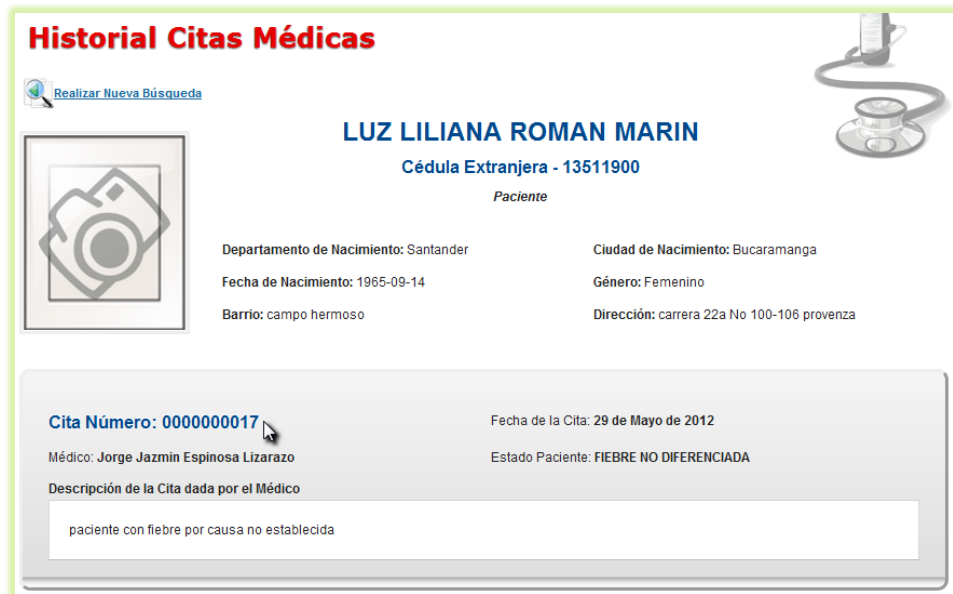 Historial Citas Médicas
Realizar Nueva Búsqueda
LUZ LILIANA ROMAN MARIN
Cédula Extranjera - 13511900
Paciente
Departamento de Nacimiento: Santander
Ciudad de Nacimiento: Bucaramanga
Fecha de Nacimiento: 1965-09-14
Género: Femenino
Barrio: campo hermoso
Dirección: carrera 22a No 100-106 provenza
Cita Número: 0000000017
Fecha de la Cita: 29 de Mayo de 2012
Médico: Jorge Jazmin Espinosa Lizarazo
Estado Paciente: FIEBRE NO DIFERENCIADA
Descripción de la Cita dada por el Médico
paciente con fiebre por causa no establecida